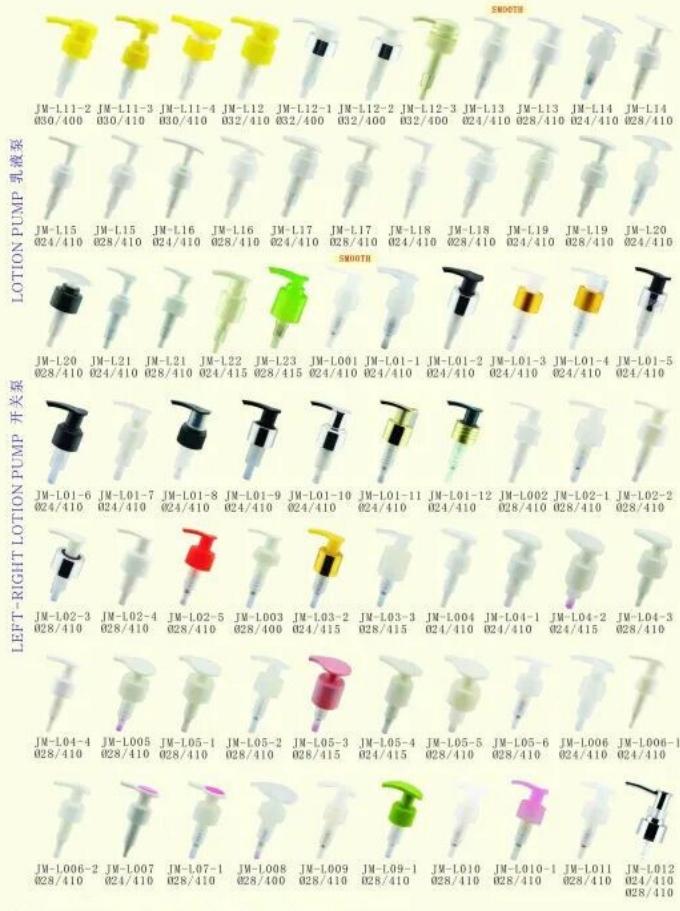 SMOOTH
JM-L11-2 JM-L11-3 JM-L11-4 JM-L12 JM-L12-1 JM-L12-2 JM-L12-3 JM-L13 JM-L13 JM-L14 JM-L14
Ø30/400 Ø30/410 Ø30/410 Ø32/410 Ø32/400 Ø32/400 Ø32/400 Ø24/410 Ø28/410 Ø24/410 Ø28/410
LOTION PUMP 乳液泵
JM-L15 JM-L15 JM-L16 JM-L16 JM-L17 JM-L17 JM-L18 JM-L18 JM-L19 JM-L19 JM-L20
Ø24/410 Ø28/410 Ø24/410 Ø28/410 Ø24/410 Ø28/410 Ø24/410 Ø28/410 Ø24/410 Ø28/410 Ø24/410
SMOOTH
JM-L20 JM-L21 JM-L21 JM-L22 JM-L23 JM-L001 JM-L01-1 JM-L01-2 JM-L01-3 JM-L01-4 JM-L01-5
Ø28/410 Ø24/410 Ø28/410 Ø24/415 Ø28/415 Ø24/410 Ø24/410 Ø24/410 Ø24/410 Ø24/410 Ø24/410
LEFT-RIGHT LOTION PUMP 开关泵
JM-L01-6 JM-L01-7 JM-L01-8 JM-L01-9 JM-L01-10 JM-L01-11 JM-L01-12 JM-L002 JM-L02-1 JM-L02-2
Ø24/410 Ø24/410 Ø24/410 Ø24/410 Ø24/410 Ø24/410 Ø24/410 Ø28/410 Ø28/410 Ø28/410
JM-L02-3 JM-L02-4 JM-L02-5 JM-L003 JM-L03-2 JM-L03-3 JM-L004 JM-L04-1 JM-L04-2 JM-L04-3
Ø28/410 Ø28/410 Ø28/410 Ø28/400 Ø24/415 Ø28/415 Ø24/410 Ø24/410 Ø24/415 Ø28/410
JM-L04-4 JM-L005 JM-L05-1 JM-L05-2 JM-L05-3 JM-L05-4 JM-L05-5 JM-L05-6 JM-L006 JM-L006-1
Ø28/410 Ø28/410 Ø28/410 Ø28/410 Ø28/415 Ø24/415 Ø28/410 Ø28/410 Ø24/410 Ø24/410
JM-L006-2 JM-L007 JM-L07-1 JM-L008 JM-L009 JM-L09-1 JM-L010 JM-L010-1 JM-L011 JM-L012
Ø28/410 Ø24/410 Ø28/410 Ø28/400 Ø28/410 Ø28/410 Ø28/410 Ø28/410 Ø28/410 Ø24/410
Ø28/410